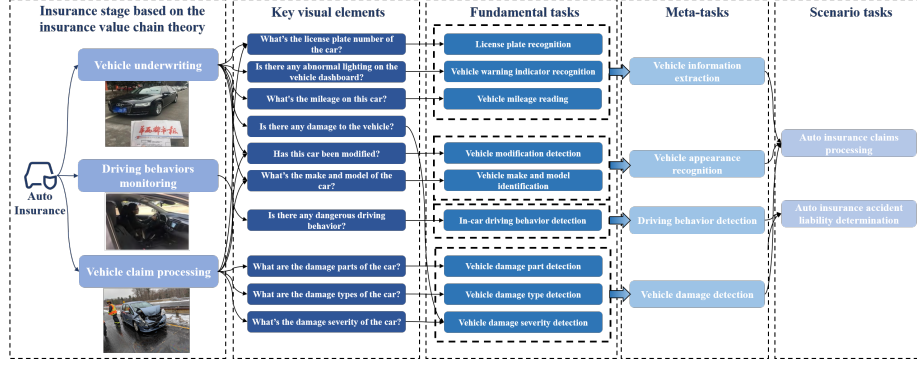 Insurance stage based on the
insurance value chain theory
Key visual elements
Fundamental tasks
Meta-tasks
Scenario tasks
Auto
Insurance
Vehicle underwriting
Driving behaviors
monitoring
Vehicle claim processing
What's the license plate number of
the car?
Is there any abnormal lighting on the
vehicle dashboard?
What's the mileage on this car?
Is there any damage to the vehicle?
Has this car been modified?
What's the make and model of the
car?
Is there any dangerous driving
behavior?
What are the damage parts of the car?
What are the damage types of the car?
What's the damage severity of the car?
License plate recognition
Vehicle warning indicator recognition
Vehicle mileage reading
Vehicle modification detection
Vehicle make and model
identification
In-car driving behavior detection
Vehicle damage part detection
Vehicle damage type detection
Vehicle damage severity detection
Vehicle information
extraction
Vehicle appearance
recognition
Driving behavior detection
Vehicle damage detection
Auto insurance claims
processing
Auto insurance accident
liability determination